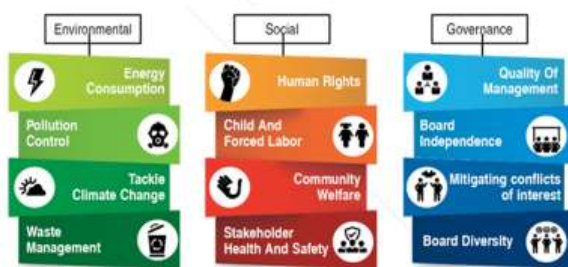 Environmental
Energy
Consumption
Pollution
Control
Tackle
Climate Change
Waste
Management
Social
Human Rights
Child And
Forced Labor
Community
Welfare
Stakeholder
Health And Safety
Governance
Quality Of
Management
Board
Independence
Mitigating conflicts
of interest
Board Diversity